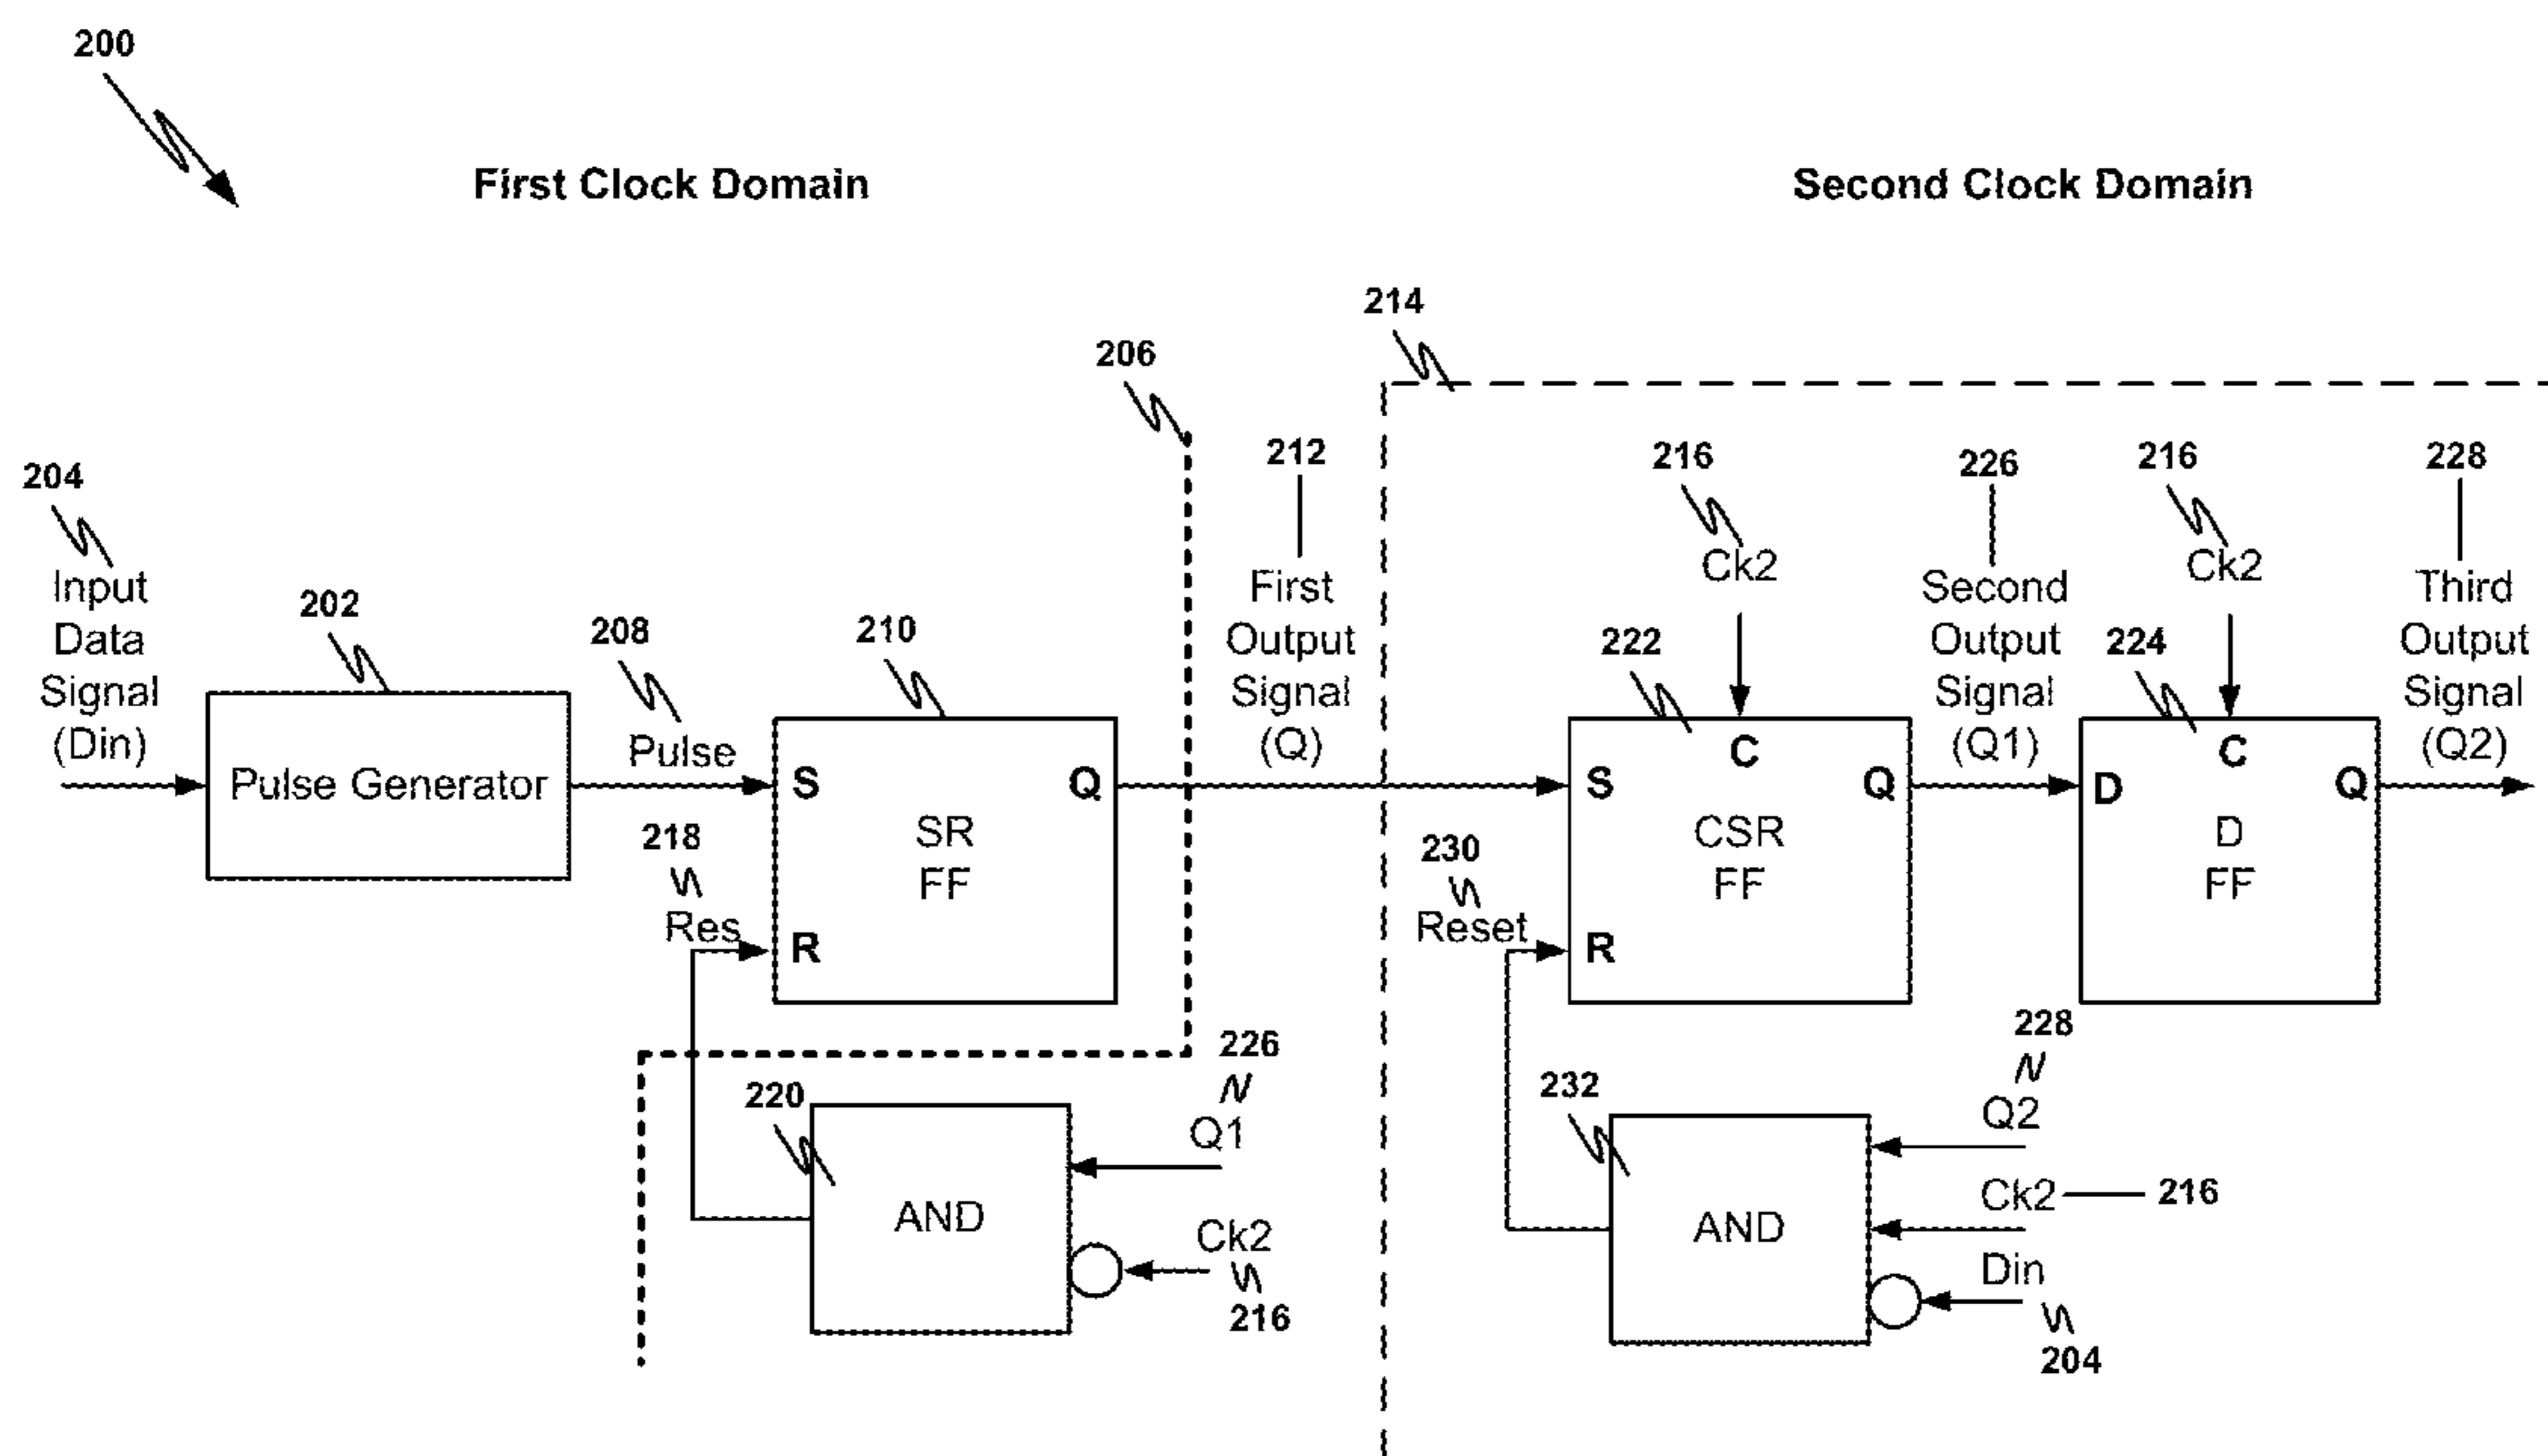 200
First Clock Domain
Second Clock Domain
214
206
204
Input
Data
Signal
(Din)
202
Pulse Generator
208
Pulse
210
S
Q
SR
FF
R
218
Res
212
First
Output
Signal
(Q)
216
Ck2
222
C
S
Q
CSR
FF
R
230
Reset
226
Second
Output
Signal
(Q1)
216
Ck2
224
C
D
Q
D
FF
228
Third
Output
Signal
(Q2)
220
AND
226
Q1
Ck2
216
232
AND
228
Q2
Ck2
216
Din
204